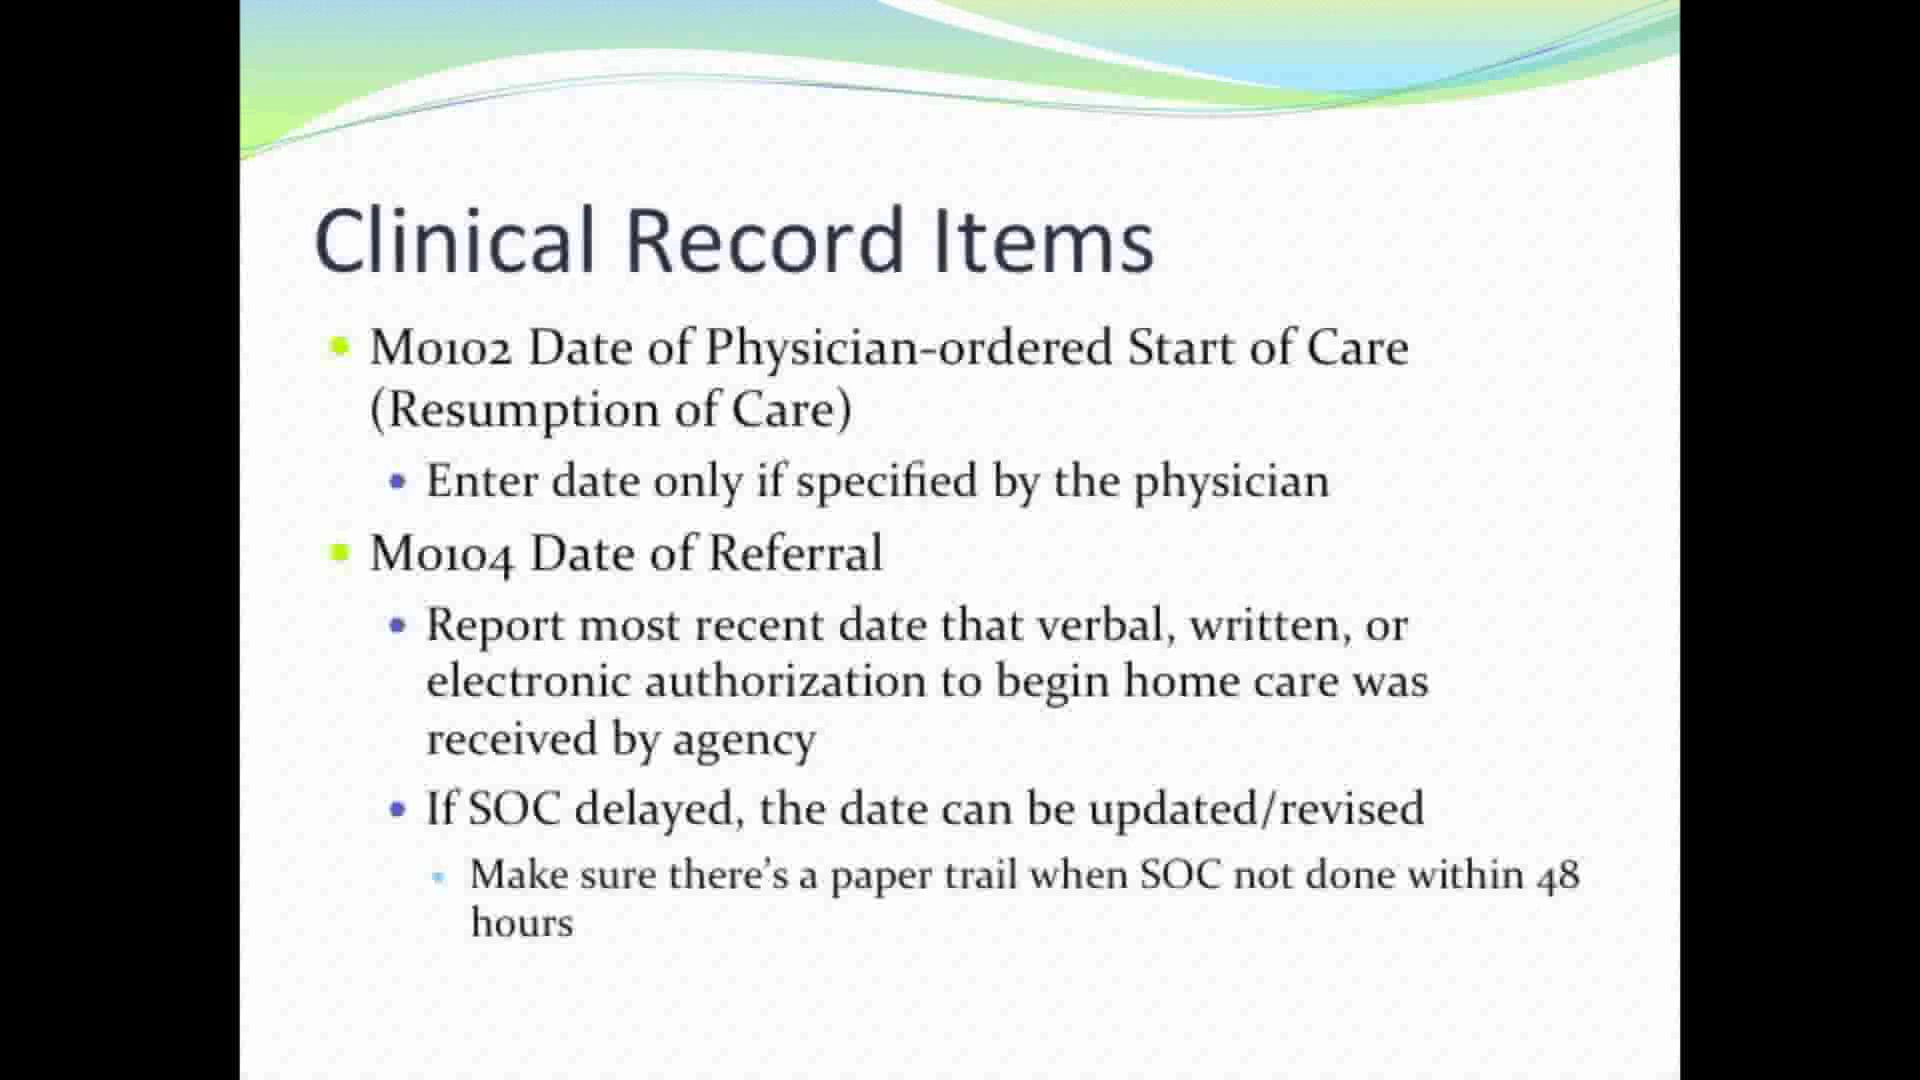 Clinical Record Items
M0102 Date of Physician-ordered Start of Care
(Resumption of Care)
Enter date only if specified by the physician
M0104 Date of Referral
Report most recent date that verbal, written, or
electronic authorization to begin home care was
received by agency
If SOC delayed, the date can be updated/revised
Make sure there's a paper trail when SOC not done within 48
hours